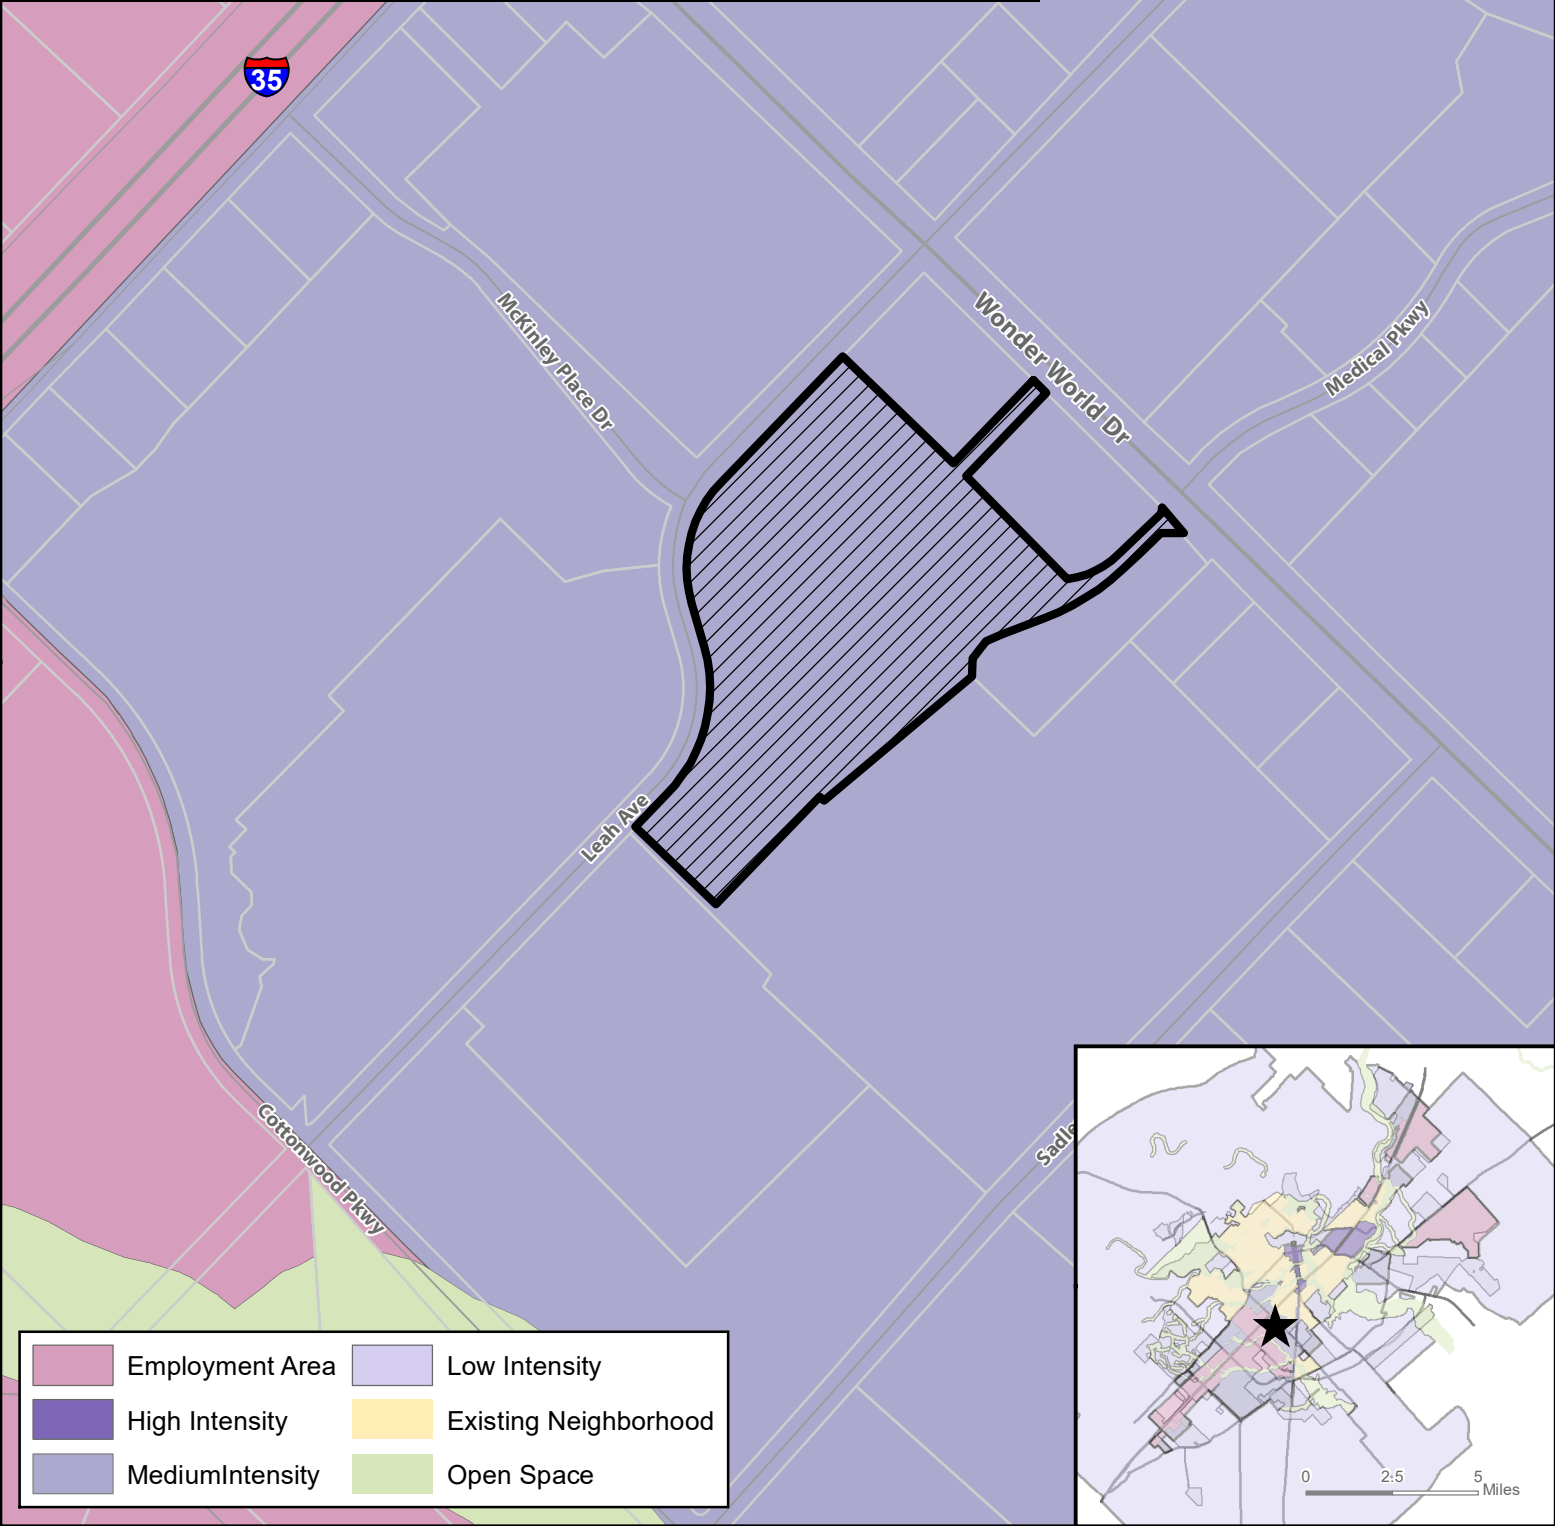 35
McKinley Place Dr
Wonder World Dr
Medical Pkwy
Leah Ave
Cottonwood Pkwy
Sadle
Employment Area
Low Intensity
High Intensity
Existing Neighborhood
MediumIntensity
Open Space
0 2.5 5
Miles